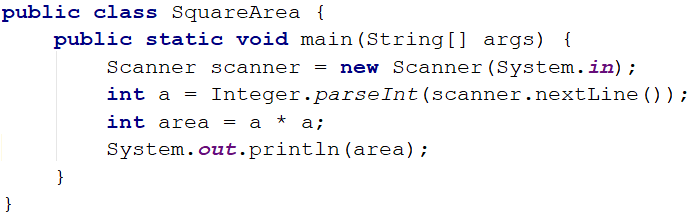 public class SquareArea {
    public static void main(String[] args) {
        Scanner scanner = new Scanner(System.in);
        int a = Integer.parseInt(scanner.nextLine());
        int area = a * a;
        System.out.println(area);
    }
}